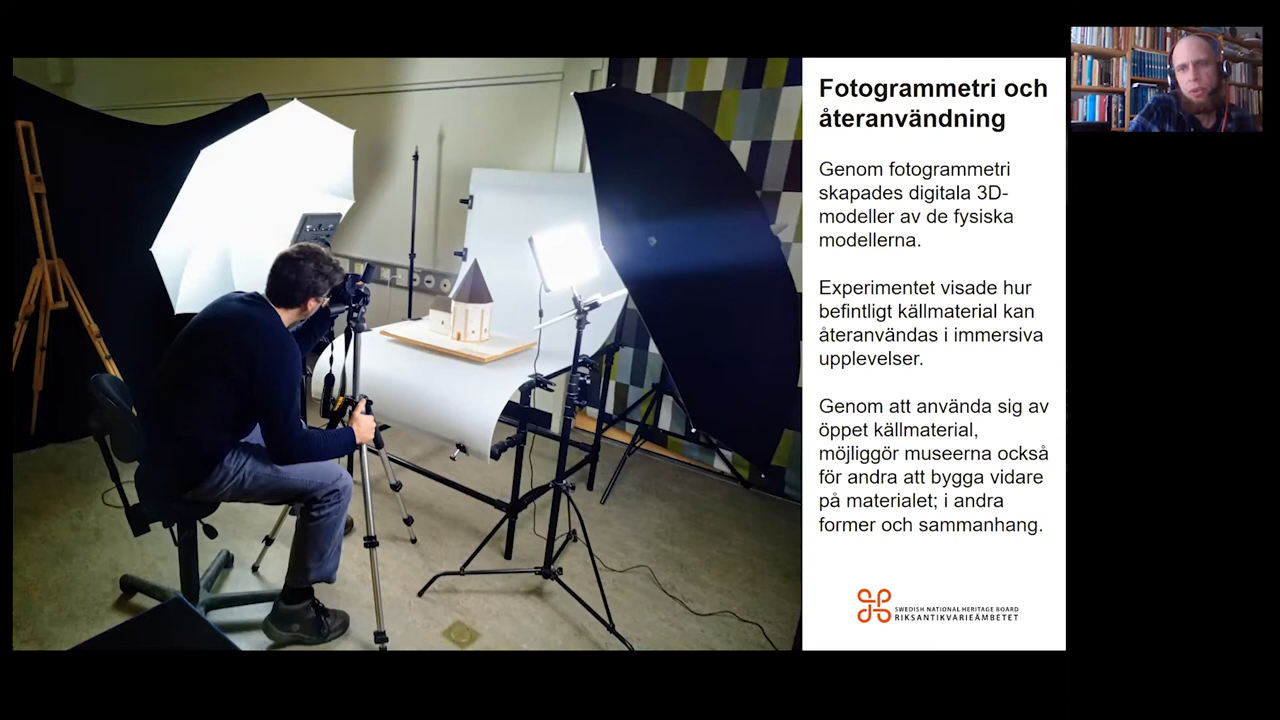 Fotogrammetri och
återanvändning
Genom fotogrammetri
skapades digitala 3D-
modeller av de fysiska
modellerna.
Experimentet visade hur
befintligt källmaterial kan
återanvändas i immersiva
upplevelser.
Genom att använda sig av
öppet källmaterial,
möjliggör museerna också
för andra att bygga vidare
på materialet; i andra
former och sammanhang.
SWEDISH NATIONAL HERITAGE BOARD
RIKSANTIKVARIEÄMBETET